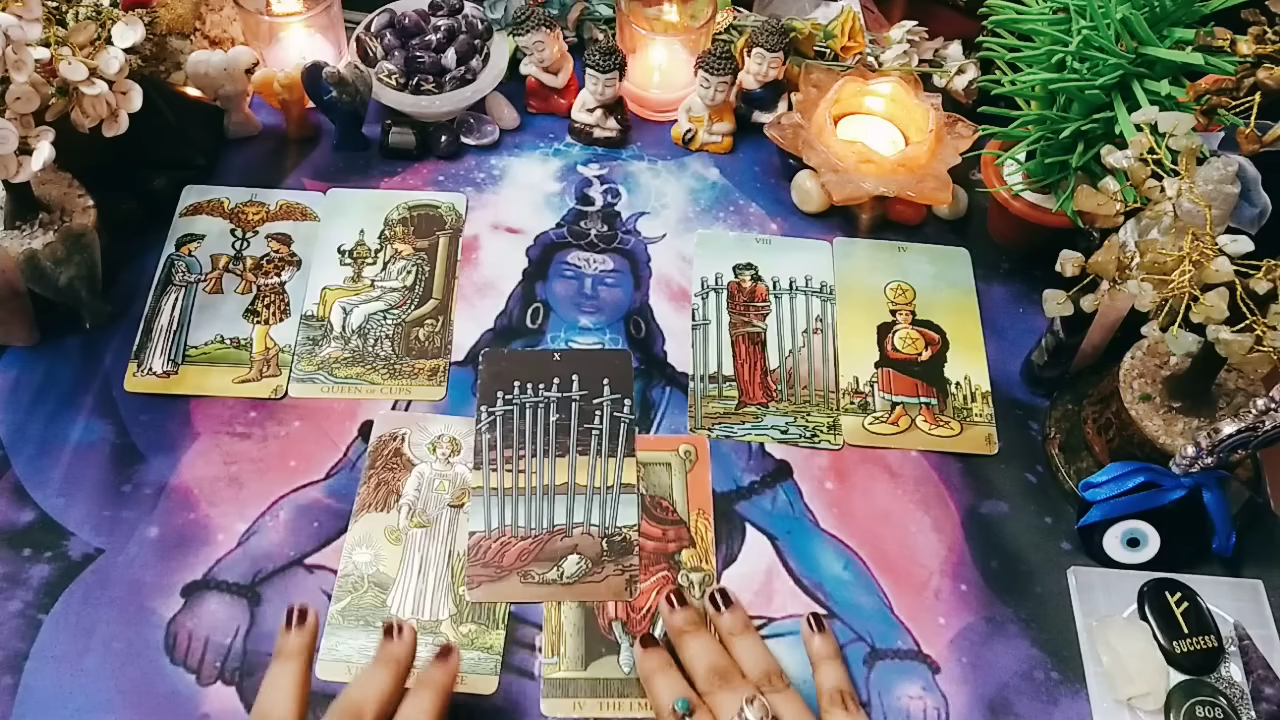 II
QUEEN OF CUPS
VIII
IV
X
IV THE EM
SUCCESS
808